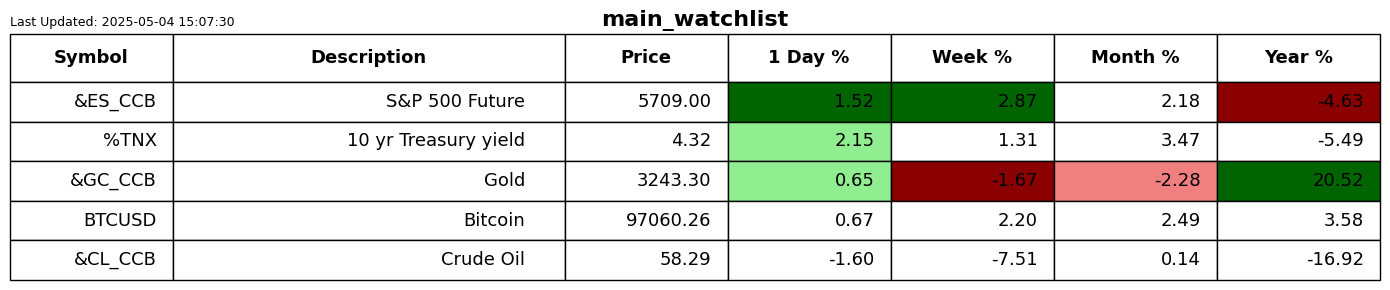 main_watchlist
Last Updated: 2025-05-04 15:07:30
Symbol Description Price 1 Day % Week % Month % Year %
&ES_CCB S&P 500 Future 5709.00 1.52 2.87 2.18 -4.63
%TNX 10 yr Treasury yield 4.32 2.15 1.31 3.47 -5.49
&GC_CCB Gold 3243.30 0.65 -1.67 -2.28 20.52
BTCUSD Bitcoin 97060.26 0.67 2.20 2.49 3.58
&CL_CCB Crude Oil 58.29 -1.60 -7.51 0.14 -16.92